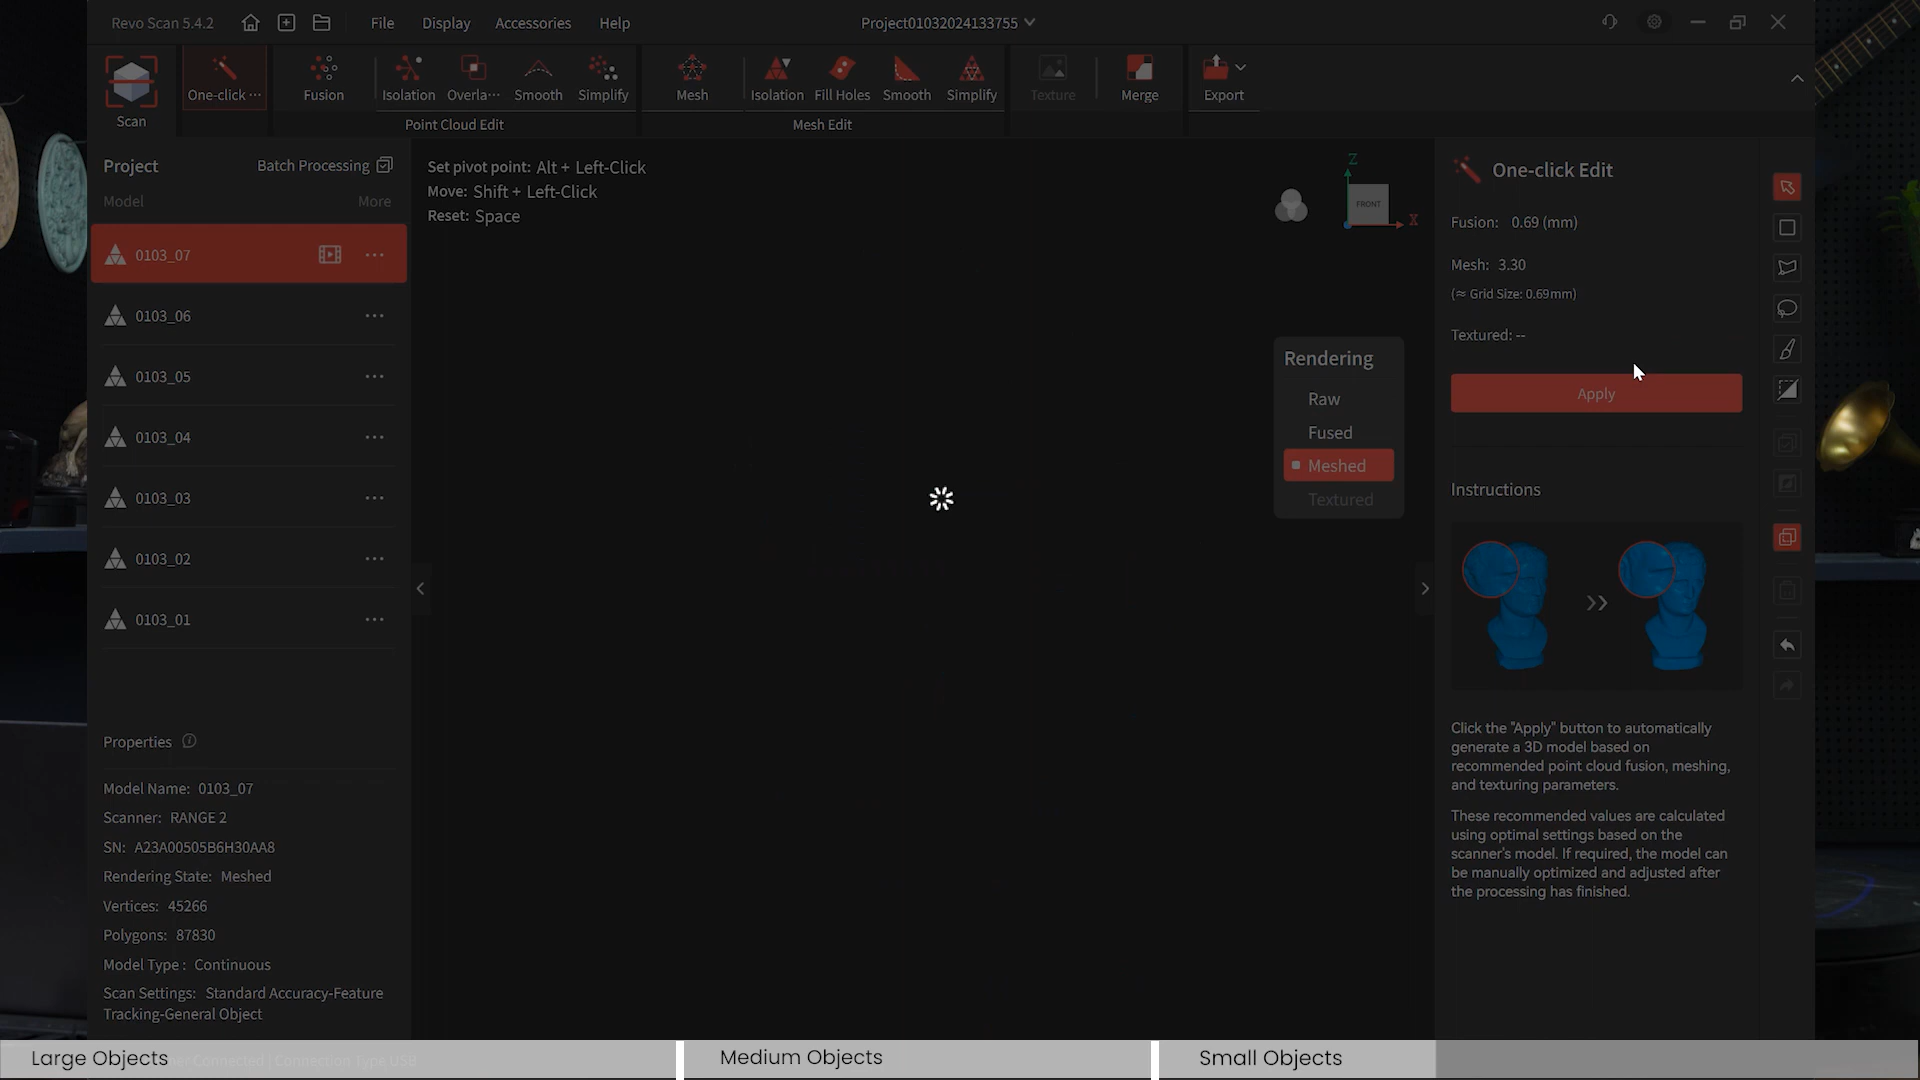 Revo Scan 5.4.2
File
Display
Accessories
Help
Project01032024133755
Scan
One-click ···
Fusion
Isolation
Overla···
Smooth
Simplify
Point Cloud Edit
Mesh
Isolation
Fill Holes
Smooth
Simplify
Mesh Edit
Texture
Merge
Export
Project
Batch Processing
Model
More
0103_07
0103_06
0103_05
0103_04
0103_03
0103_02
0103_01
Properties
Model Name: 0103_07
Scanner: RANGE 2
SN: A23A00505B6H30AA8
Rendering State: Meshed
Vertices: 45266
Polygons: 87830
Model Type : Continuous
Scan Settings: Standard Accuracy-Feature
Tracking-General Object
Set pivot point: Alt + Left-Click
Move: Shift + Left-Click
Reset: Space
Z
FRONT
X
Rendering
Raw
Fused
Meshed
Textured
One-click Edit
Fusion: 0.69 (mm)
Mesh: 3.30
(≈ Grid Size: 0.69mm)
Textured: --
Apply
Instructions
Click the "Apply" button to automatically
generate a 3D model based on
recommended point cloud fusion, meshing,
and texturing parameters.
These recommended values are calculated
using optimal settings based on the
scanner's model. If required, the model can
be manually optimized and adjusted after
the processing has finished.
Large Objects
Connected | Connection Type USB
Medium Objects
Small Objects